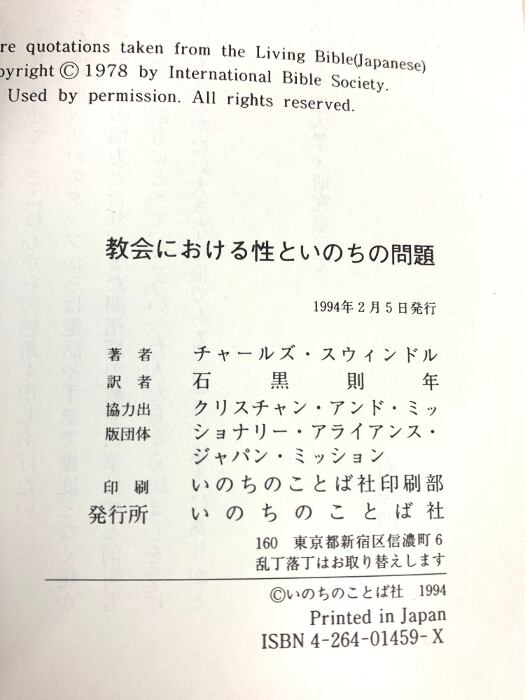 re quotations taken from the Living Bible(Japanese)
pyright © 1978 by International Bible Society.
Used by permission. All rights reserved.
教会における性といのちの問題
1994年2月5日発行
著者 チャールズ・スウィンドル
訳者 石黒則年
協力出 クリスチャン・アンド・ミッ
版団体 ショナリー・アライアンス・
ジャパン・ミッション
印刷 いのちのことば社印刷部
発行所 いのちのことば社
160 東京都新宿区信濃町6
乱丁落丁はお取り替えします
©いのちのことば社 1994
Printed in Japan
ISBN 4-264-01459-X